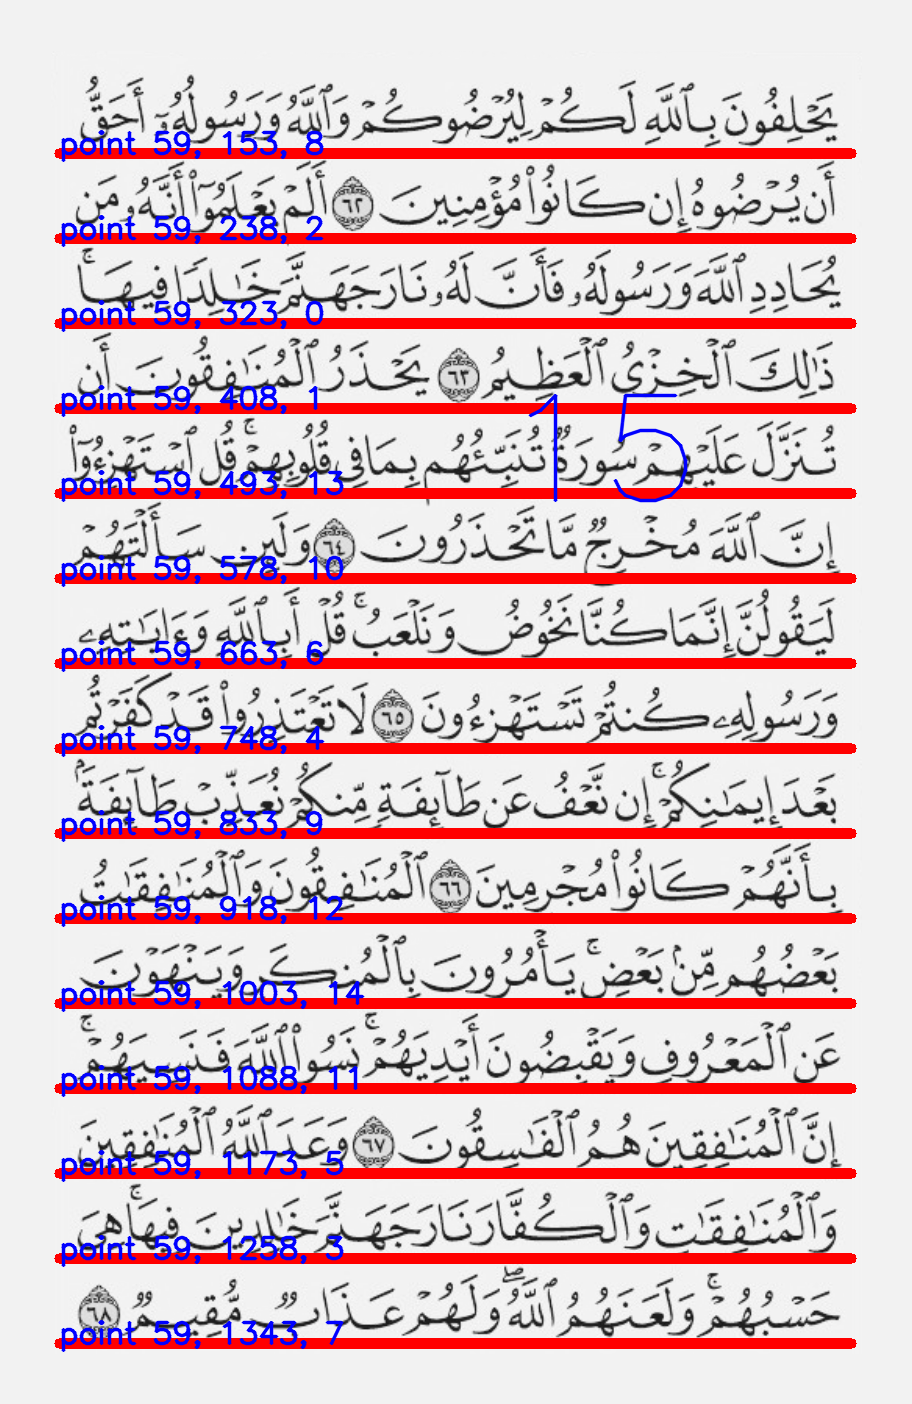 يَحْلِفُونَ بِٱللَّهِ لَكُمْ لِيُرْضُوكُمْ وَٱللَّهُ وَرَسُولُهُۥٓ أَحَقُّ
point 59, 153, 8
أَن يُرْضُوهُ إِن كَانُوا۟ مُؤْمِنِينَ ٦٢ أَلَمْ يَعْلَمُوٓا۟ أَنَّهُۥ مَن
point 59, 238, 2
يُحَادِدِ ٱللَّهَ وَرَسُولَهُۥ فَأَنَّ لَهُۥ نَارَ جَهَنَّمَ خَـٰلِدًا فِيهَا ۚ
point 59, 323, 0
ذَٰلِكَ ٱلْخِزْىُ ٱلْعَظِيمُ ٦٣ يَحْذَرُ ٱلْمُنَـٰفِقُونَ أَن
point 59, 408, 1
15
تُنَزَّلَ عَلَيْهِمْ سُورَةٌ تُنَبِّئُهُم بِمَا فِى قُلُوبِهِمْ ۚ قُلِ ٱسْتَهْزِءُوٓا۟
point 59, 493, 13
إِنَّ ٱللَّهَ مُخْرِجٌ مَّا تَحْذَرُونَ ٦٤ وَلَئِن سَأَلْتَهُمْ
point 59, 578, 10
لَيَقُولُنَّ إِنَّمَا كُنَّا نَخُوضُ وَنَلْعَبُ ۚ قُلْ أَبِٱللَّهِ وَءَايَـٰتِهِۦ
point 59, 663, 6
وَرَسُولِهِۦ كُنتُمْ تَسْتَهْزِءُونَ ٦٥ لَا تَعْتَذِرُوا۟ قَدْ كَفَرْتُم
point 59, 748, 4
بَعْدَ إِيمَـٰنِكُمْ ۚ إِن نَّعْفُ عَن طَآئِفَةٍ مِّنكُمْ نُعَذِّبْ طَآئِفَةًۢ
point 59, 833, 9
بِأَنَّهُمْ كَانُوا۟ مُجْرِمِينَ ٦٦ ٱلْمُنَـٰفِقُونَ وَٱلْمُنَـٰفِقَـٰتُ
point 59, 918, 12
بَعْضُهُم مِّنۢ بَعْضٍ ۚ يَأْمُرُونَ بِٱلْمُنكَرِ وَيَنْهَوْنَ
point 59, 1003, 14
عَنِ ٱلْمَعْرُوفِ وَيَقْبِضُونَ أَيْدِيَهُمْ ۚ نَسُوا۟ ٱللَّهَ فَنَسِيَهُمْ ۚ
point 59, 1088, 11
إِنَّ ٱلْمُنَـٰفِقِينَ هُمُ ٱلْفَـٰسِقُونَ ٦٧ وَعَدَ ٱللَّهُ ٱلْمُنَـٰفِقِينَ
point 59, 1173, 5
وَٱلْمُنَـٰفِقَـٰتِ وَٱلْكُفَّارَ نَارَ جَهَنَّمَ خَـٰلِدِينَ فِيهَا ۚ هِىَ
point 59, 1258, 3
حَسْبُهُمْ ۚ وَلَعَنَهُمُ ٱللَّهُ ۖ وَلَهُمْ عَذَابٌ مُّقِيمٌ ٦٨
point 59, 1343, 7